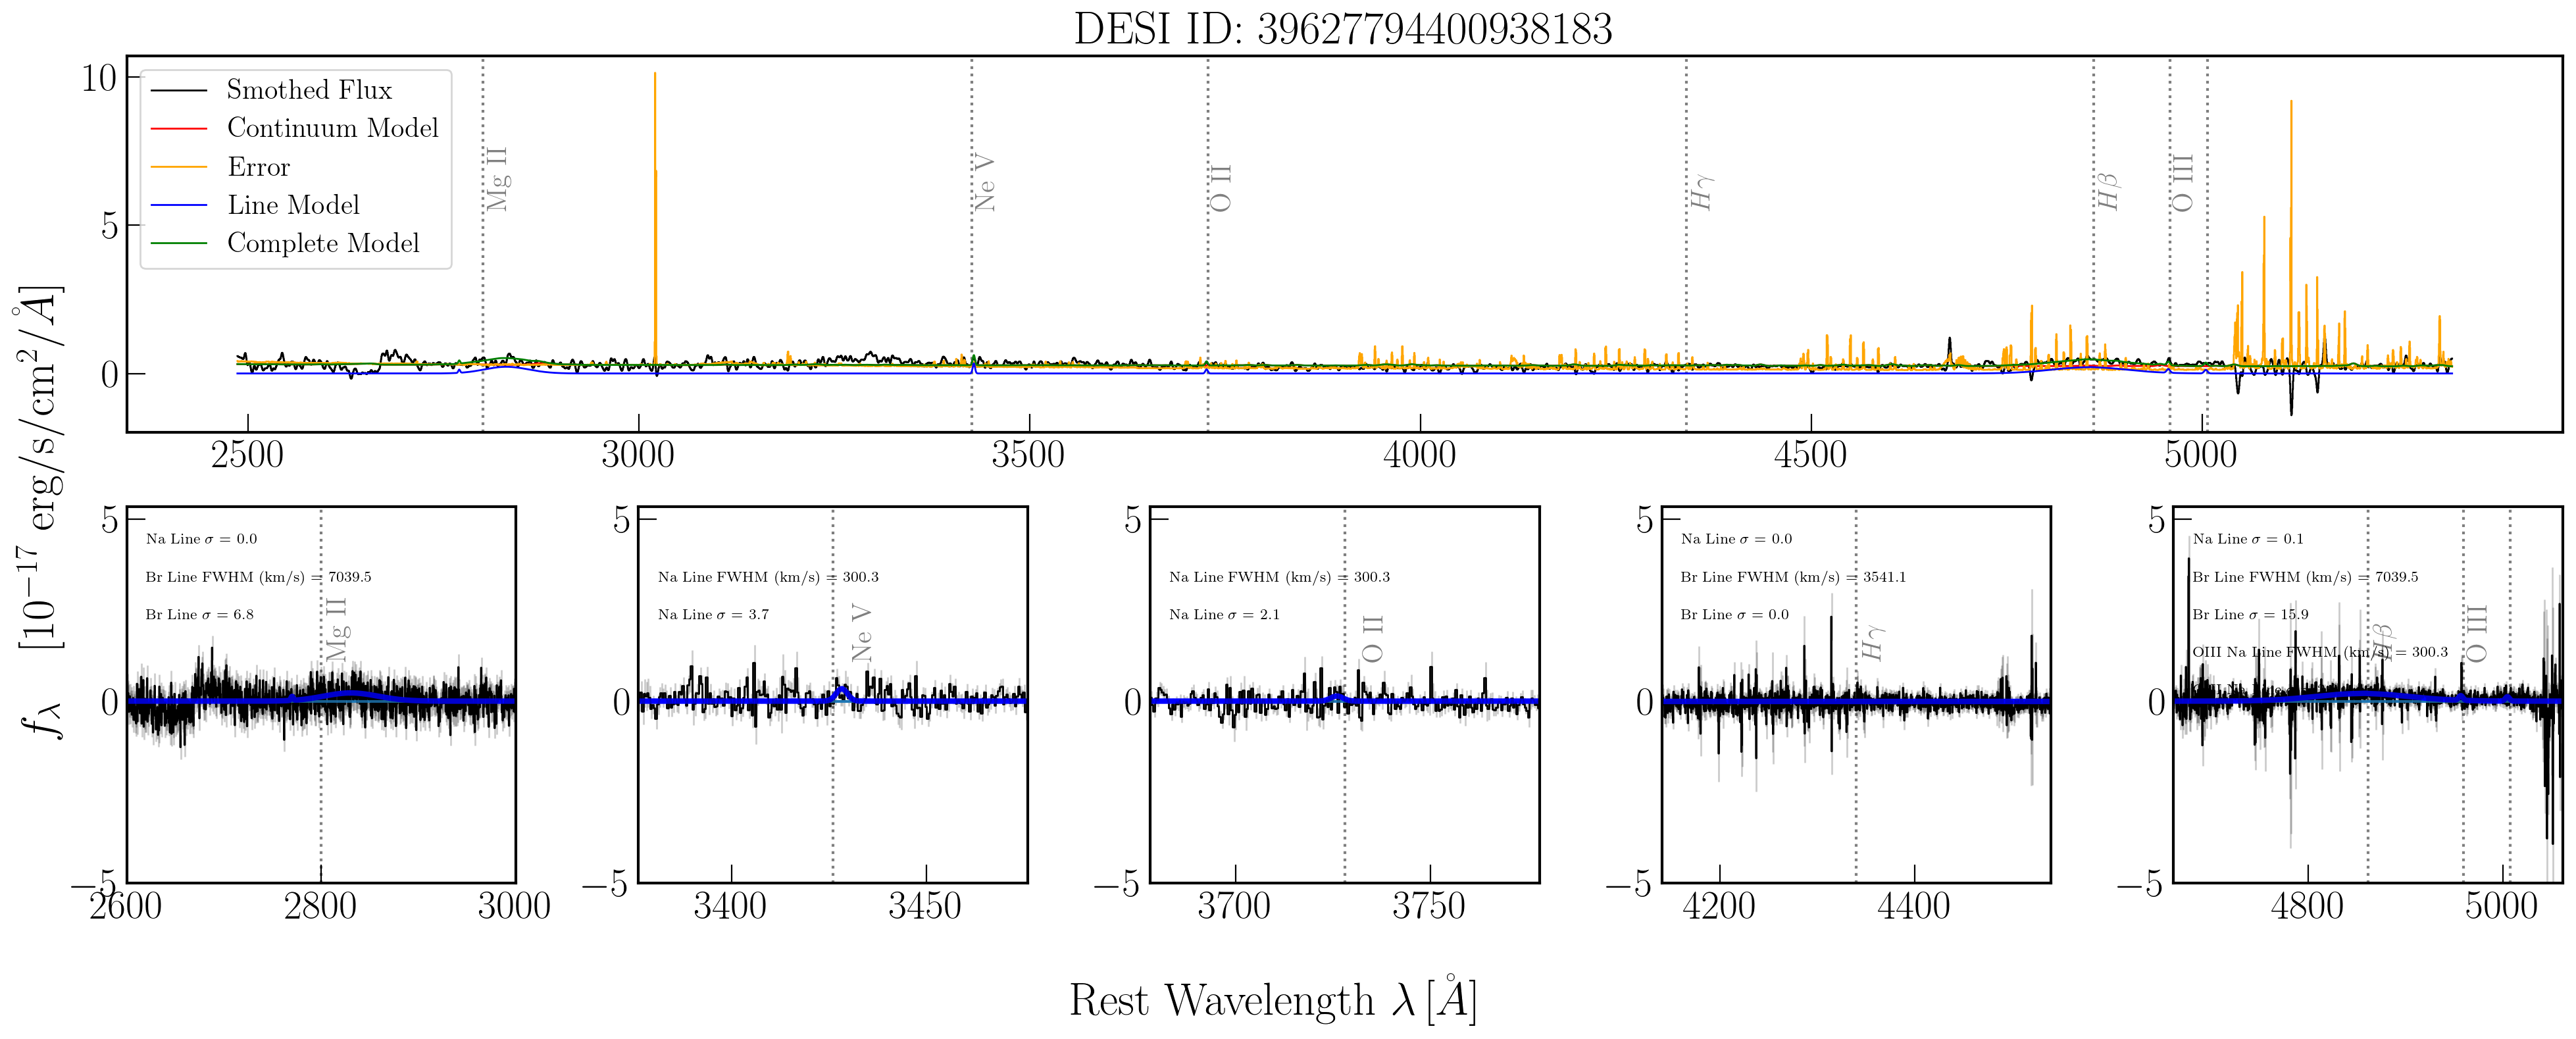 DESI ID: 39627794400938183
10
5
0
Smothed Flux
Continuum Model
Error
Line Model
Complete Model
Mg II
Ne V
O II
Hγ
Hβ
O III
2500
3000
3500
4000
4500
5000
f_λ [10^{-17} erg/s/cm^2/Å]
5
0
−5
Na Line σ = 0.0
Br Line FWHM (km/s) = 7039.5
Br Line σ = 6.8
Mg II
2600
2800
3000
5
0
−5
Na Line FWHM (km/s) = 300.3
Na Line σ = 3.7
Ne V
3400
3450
5
0
−5
Na Line FWHM (km/s) = 300.3
Na Line σ = 2.1
O II
3700
3750
5
0
−5
Na Line σ = 0.0
Br Line FWHM (km/s) = 3541.1
Br Line σ = 0.0
Hγ
4200
4400
5
0
−5
Na Line σ = 0.1
Br Line FWHM (km/s) = 7039.5
Br Line σ = 15.9
OIII Na Line FWHM (km/s) = 300.3
Hβ
O III
4800
5000
Rest Wavelength λ [Å]